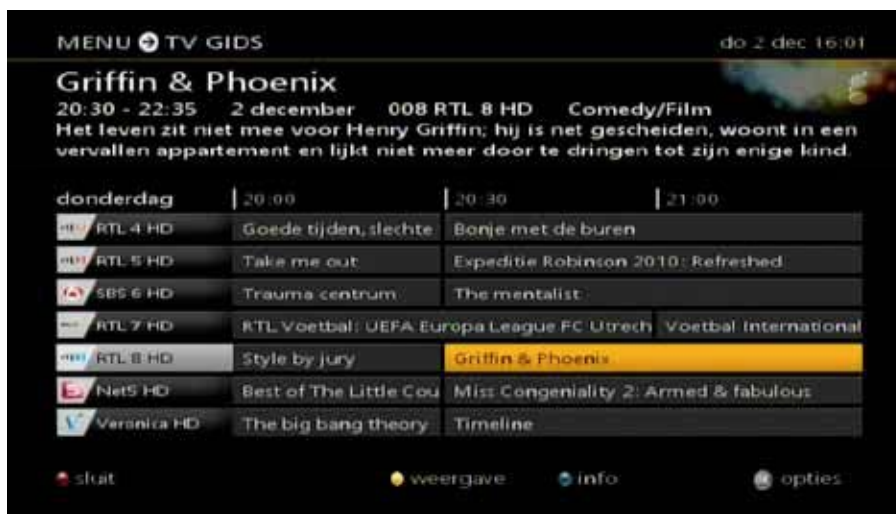 MENU TV GIDS do 2 dec 16:01
Griffin & Phoenix
20:30 - 22:35 2 december 008 RTL 8 HD Comedy/Film
Het leven zit niet mee voor Henry Griffin; hij is net gescheiden, woont in een
vervallen appartement en lijkt niet meer door te dringen tot zijn enige kind.
donderdag 20:00 20:30 21:00
RTL 4 HD Goede tijden, slechte Bonje met de buren
RTL 5 HD Take me out Expeditie Robinson 2010: Refreshed
SBS 6 HD Trauma centrum The mentalist
RTL 7 HD RTL Voetbal: UEFA Europa League FC Utrech Voetbal International
RTL 8 HD Style by jury Griffin & Phoenix
Net5 HD Best of The Little Cou Miss Congeniality 2: Armed & fabulous
Veronica HD The big bang theory Timeline
sluit weergave info opties